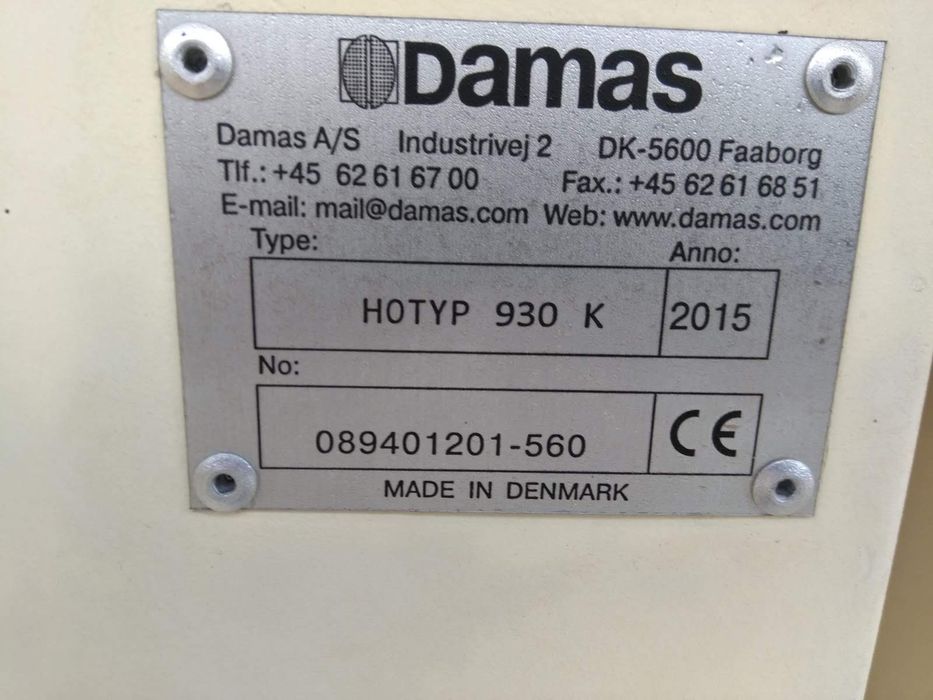 Damas
Damas A/S Industrivej 2 DK-5600 Faaborg
Tlf.: +45 62 61 67 00 Fax.: +45 62 61 68 51
E-mail: mail@damas.com Web: www.damas.com
Type: Anno:
HOTYP 930 K 2015
No:
089401201-560 CE
MADE IN DENMARK